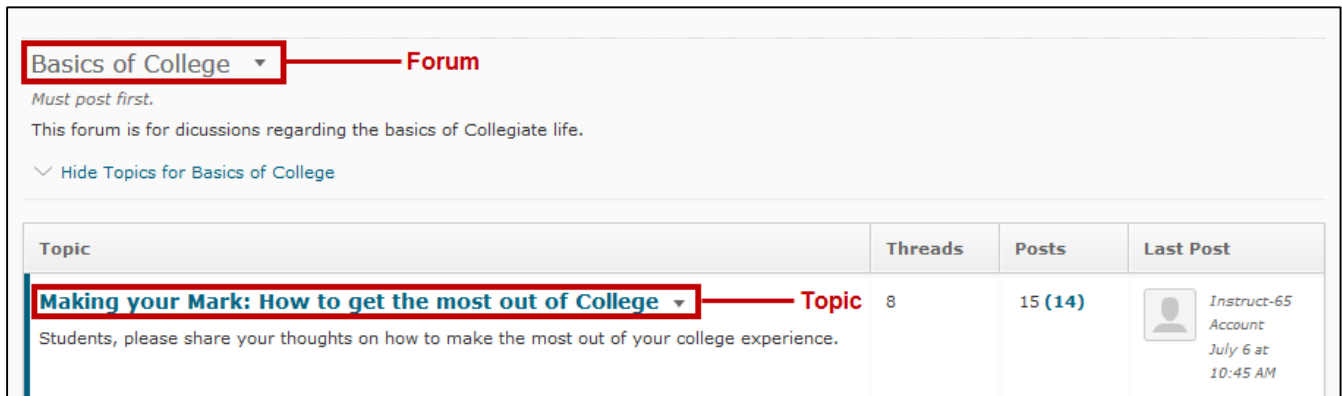 Basics of College Forum
Must post first.
This forum is for dicussions regarding the basics of Collegiate life.
Hide Topics for Basics of College
Topic Threads Posts Last Post
Making your Mark: How to get the most out of College Topic 8 15 (14) Instruct-65
Students, please share your thoughts on how to make the most out of your college experience. Account
July 6 at
10:45 AM